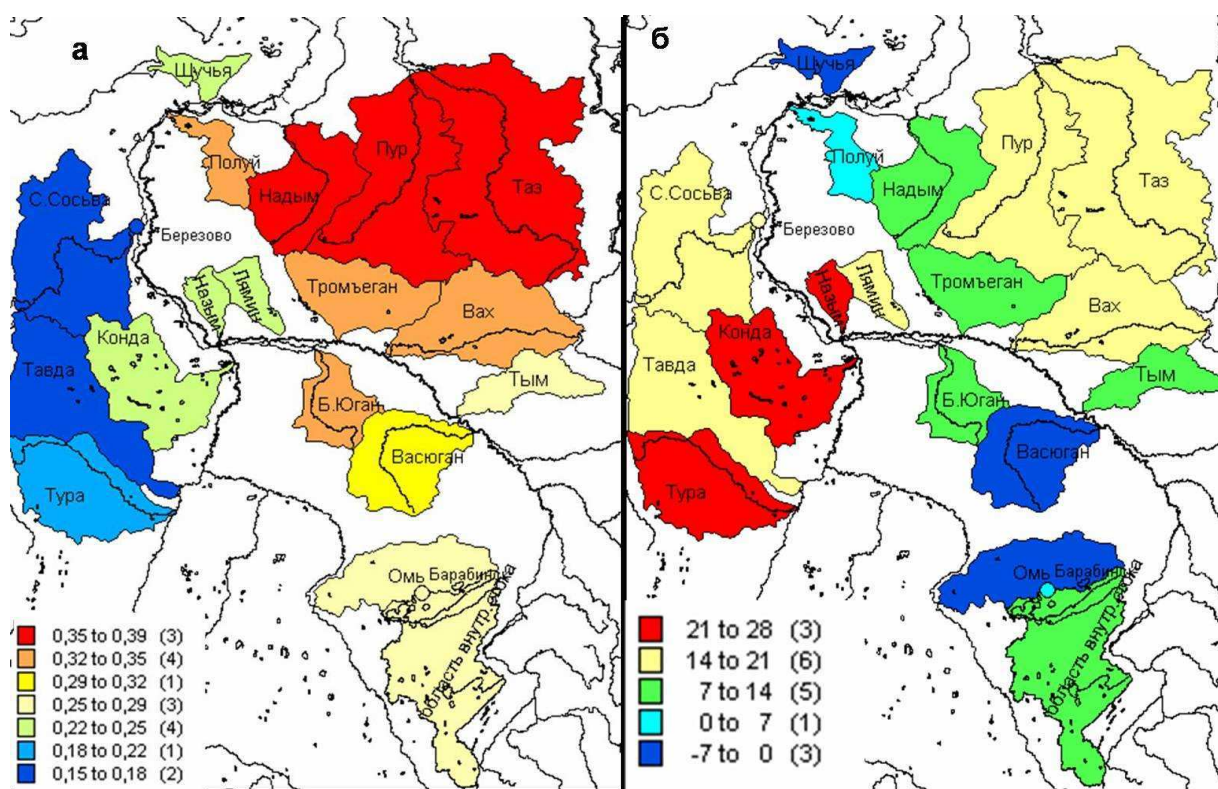 а
Щучья
Полуй
Надым
Пур
Таз
С.Сосьва
Березово
Назым
Лямин
Тромъеган
Вах
Конда
Тавда
Тым
Б.Юган
Васюган
Тура
Омь
Барабинск
область внутр.стока
0,35 to 0,39 (3)
0,32 to 0,35 (4)
0,29 to 0,32 (1)
0,25 to 0,29 (3)
0,22 to 0,25 (4)
0,18 to 0,22 (1)
0,15 to 0,18 (2)
б
Щучья
Полуй
Надым
Пур
Таз
С.Сосьва
Березово
Назым
Лямин
Тромъеган
Вах
Конда
Тавда
Тым
Б.Юган
Васюган
Тура
Омь
Барабинск
область внутр.стока
21 to 28 (3)
14 to 21 (6)
7 to 14 (5)
0 to 7 (1)
-7 to 0 (3)